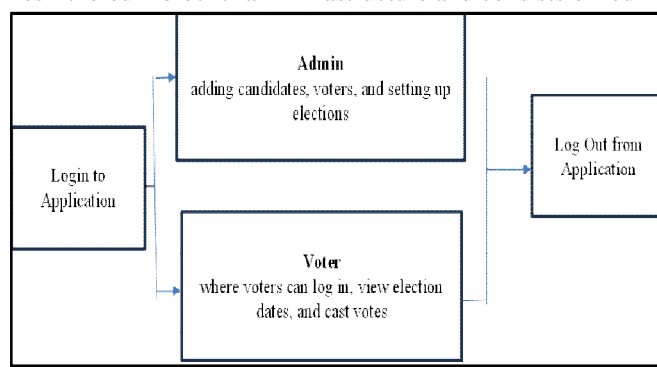 Admin
adding candidates, voters, and setting up
elections
Login to
Application
Log Out from
Application
Voter
where voters can log in, view election
dates, and cast votes